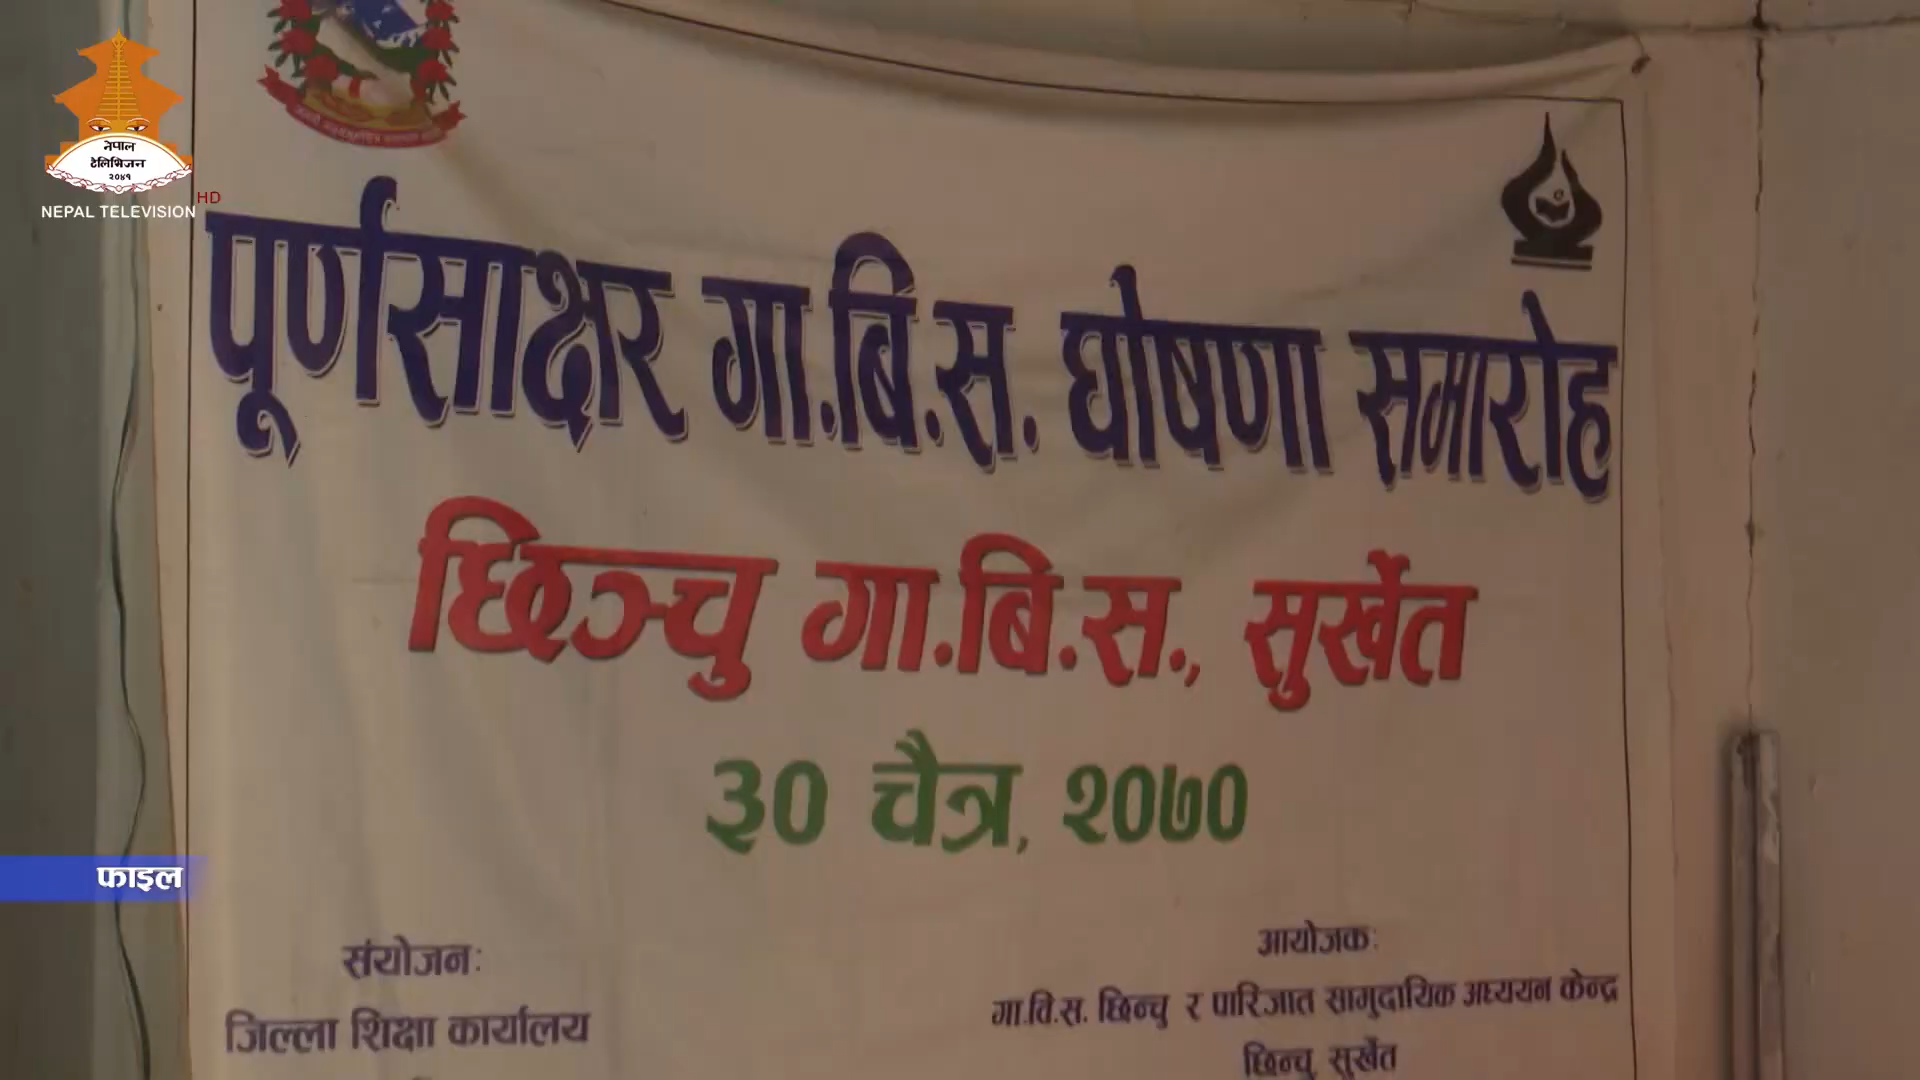 नेपाल
टेलिभिजन
२०४१
HD
NEPAL TELEVISION
पूर्णसाक्षर गा.बि.स. घोषणा समारोह
छिञ्चु गा.बि.स., सुर्खेत
३० चैत्र, २०७०
फाइल
संयोजन:
जिल्ला शिक्षा कार्यालय
आयोजक:
गा.वि.स. छिन्चु र पारिजात सामुदायिक अध्ययन केन्द्र
छिन्चु, सुर्खेत